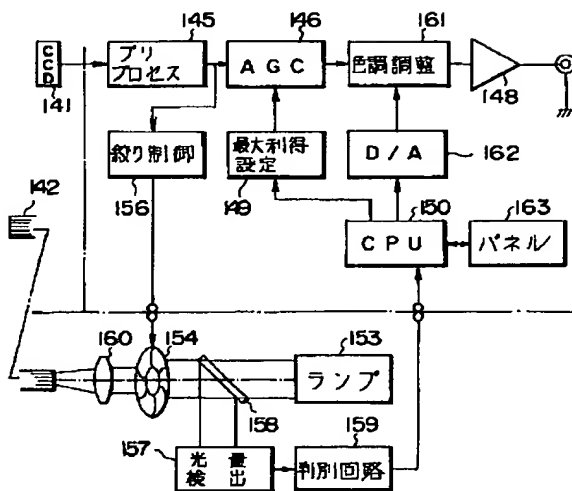 145
146
161
CCD
プリ
プロセス
AGC
色調調整
141
148
絞り制御
最大利得
設定
D/A
162
156
149
150
163
142
CPU
パネル
160
154
153
ランプ
158
159
157
光量
検出
判別回路